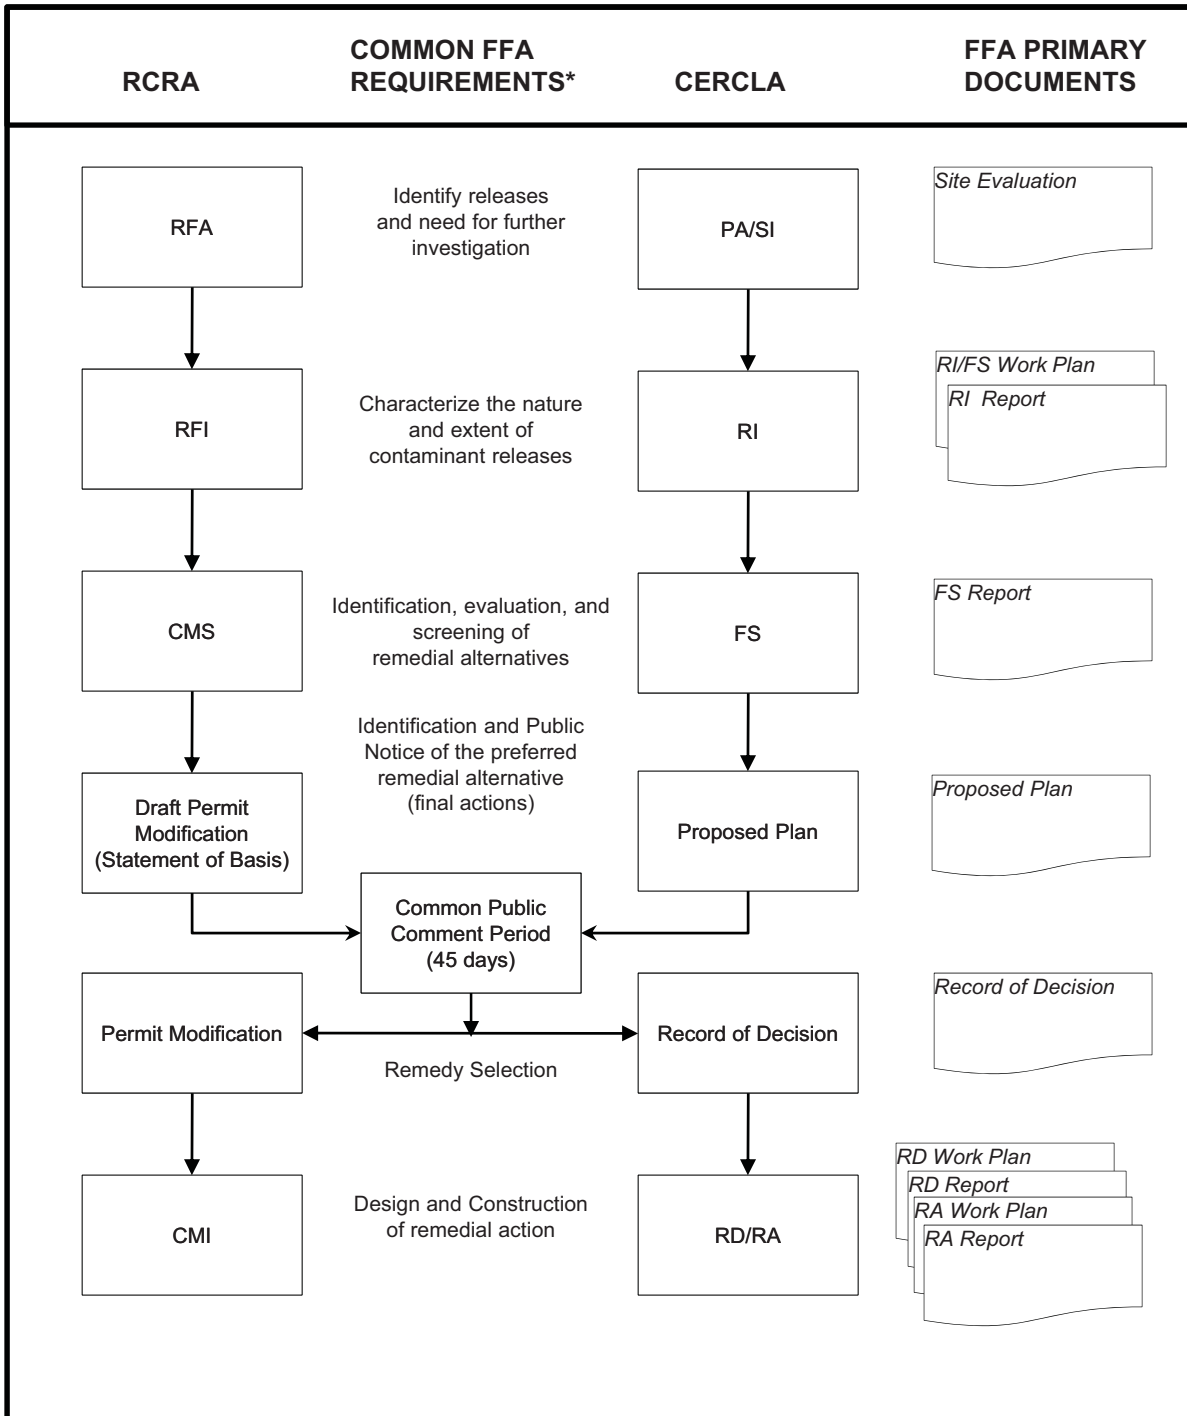 RCRA
COMMON FFA
REQUIREMENTS*
CERCLA
FFA PRIMARY
DOCUMENTS
RFA
Identify releases
and need for further
investigation
PA/SI
Site Evaluation
RFI
Characterize the nature
and extent of
contaminant releases
RI
RI/FS Work Plan
RI Report
CMS
Identification, evaluation, and
screening of
remedial alternatives
FS
FS Report
Draft Permit
Modification
(Statement of Basis)
Identification and Public
Notice of the preferred
remedial alternative
(final actions)
Proposed Plan
Proposed Plan
Common Public
Comment Period
(45 days)
Permit Modification
Remedy Selection
Record of Decision
Record of Decision
CMI
Design and Construction
of remedial action
RD/RA
RD Work Plan
RD Report
RA Work Plan
RA Report